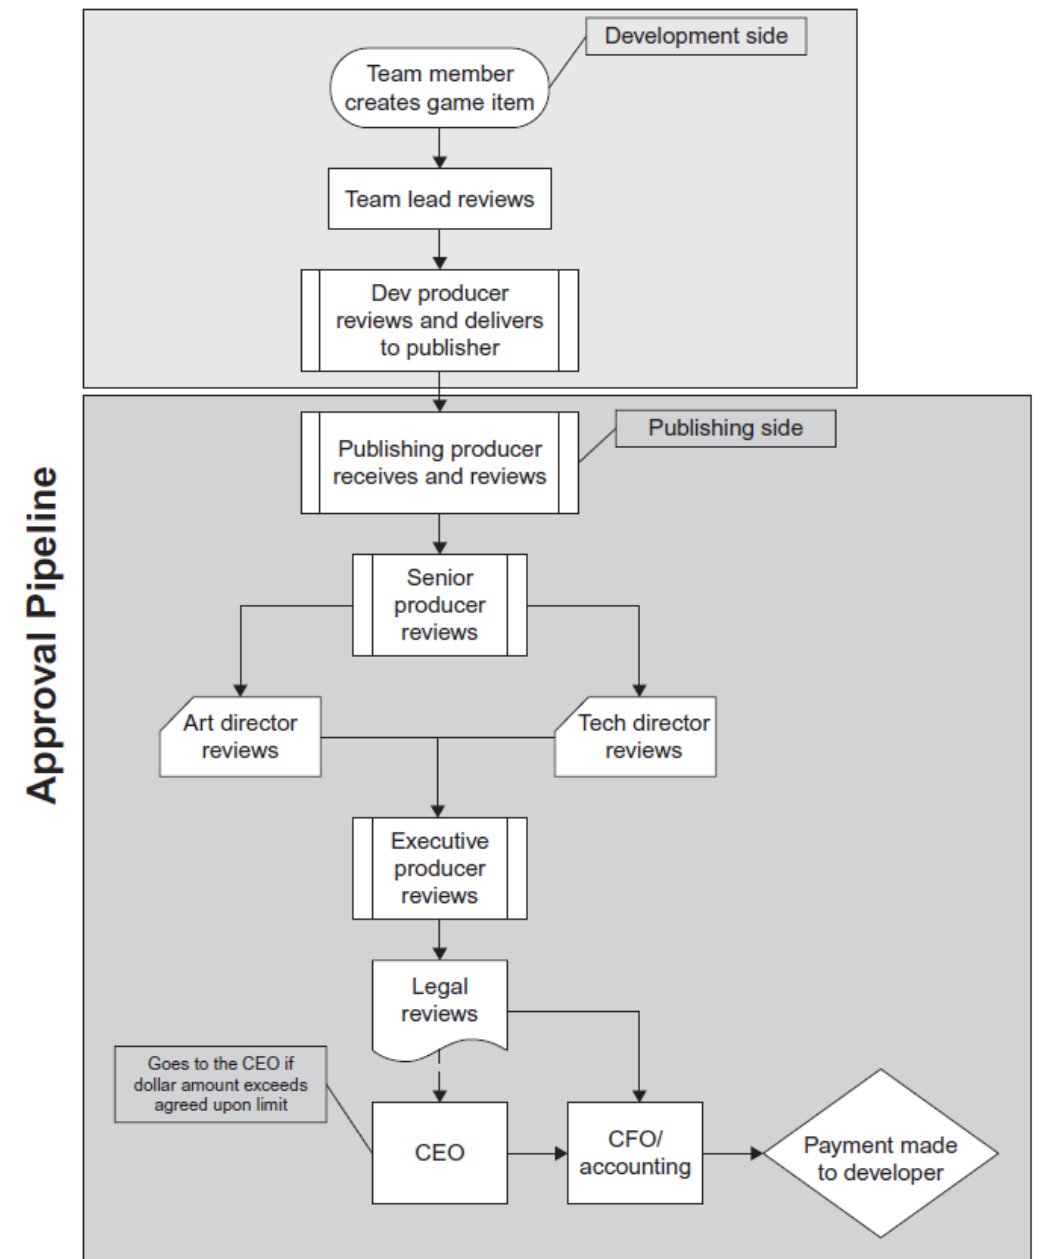 Development side
Team member
creates game item
Team lead reviews
Dev producer
reviews and delivers
to publisher
Approval Pipeline
Publishing side
Publishing producer
receives and reviews
Senior
producer
reviews
Art director
reviews
Tech director
reviews
Executive
producer
reviews
Legal
reviews
Goes to the CEO if
dollar amount exceeds
agreed upon limit
CEO
CFO/
accounting
Payment made
to developer